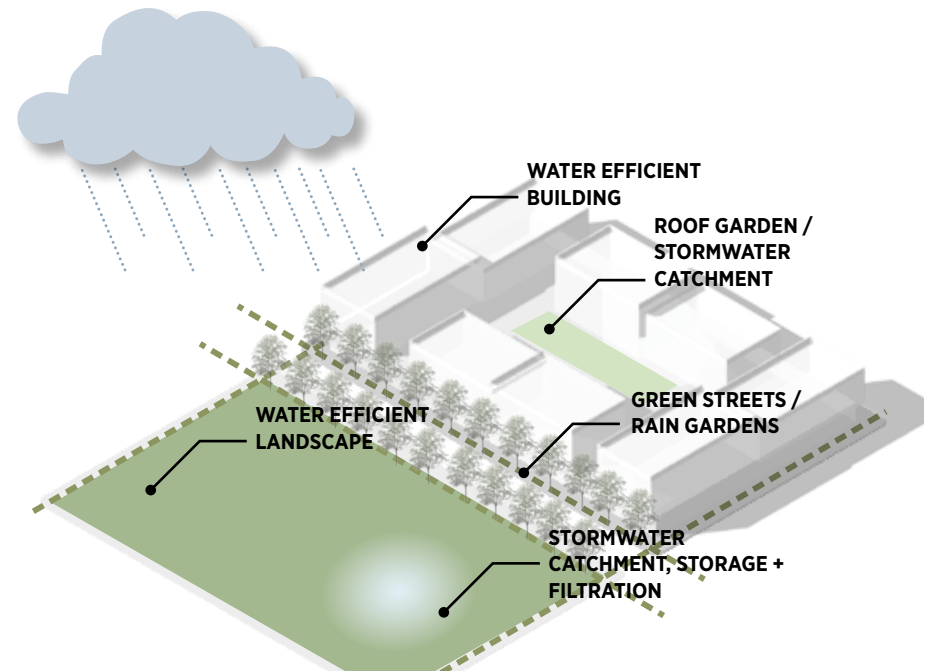 WATER EFFICIENT
BUILDING
ROOF GARDEN /
STORMWATER
CATCHMENT
GREEN STREETS /
RAIN GARDENS
WATER EFFICIENT
LANDSCAPE
STORMWATER
CATCHMENT, STORAGE +
FILTRATION